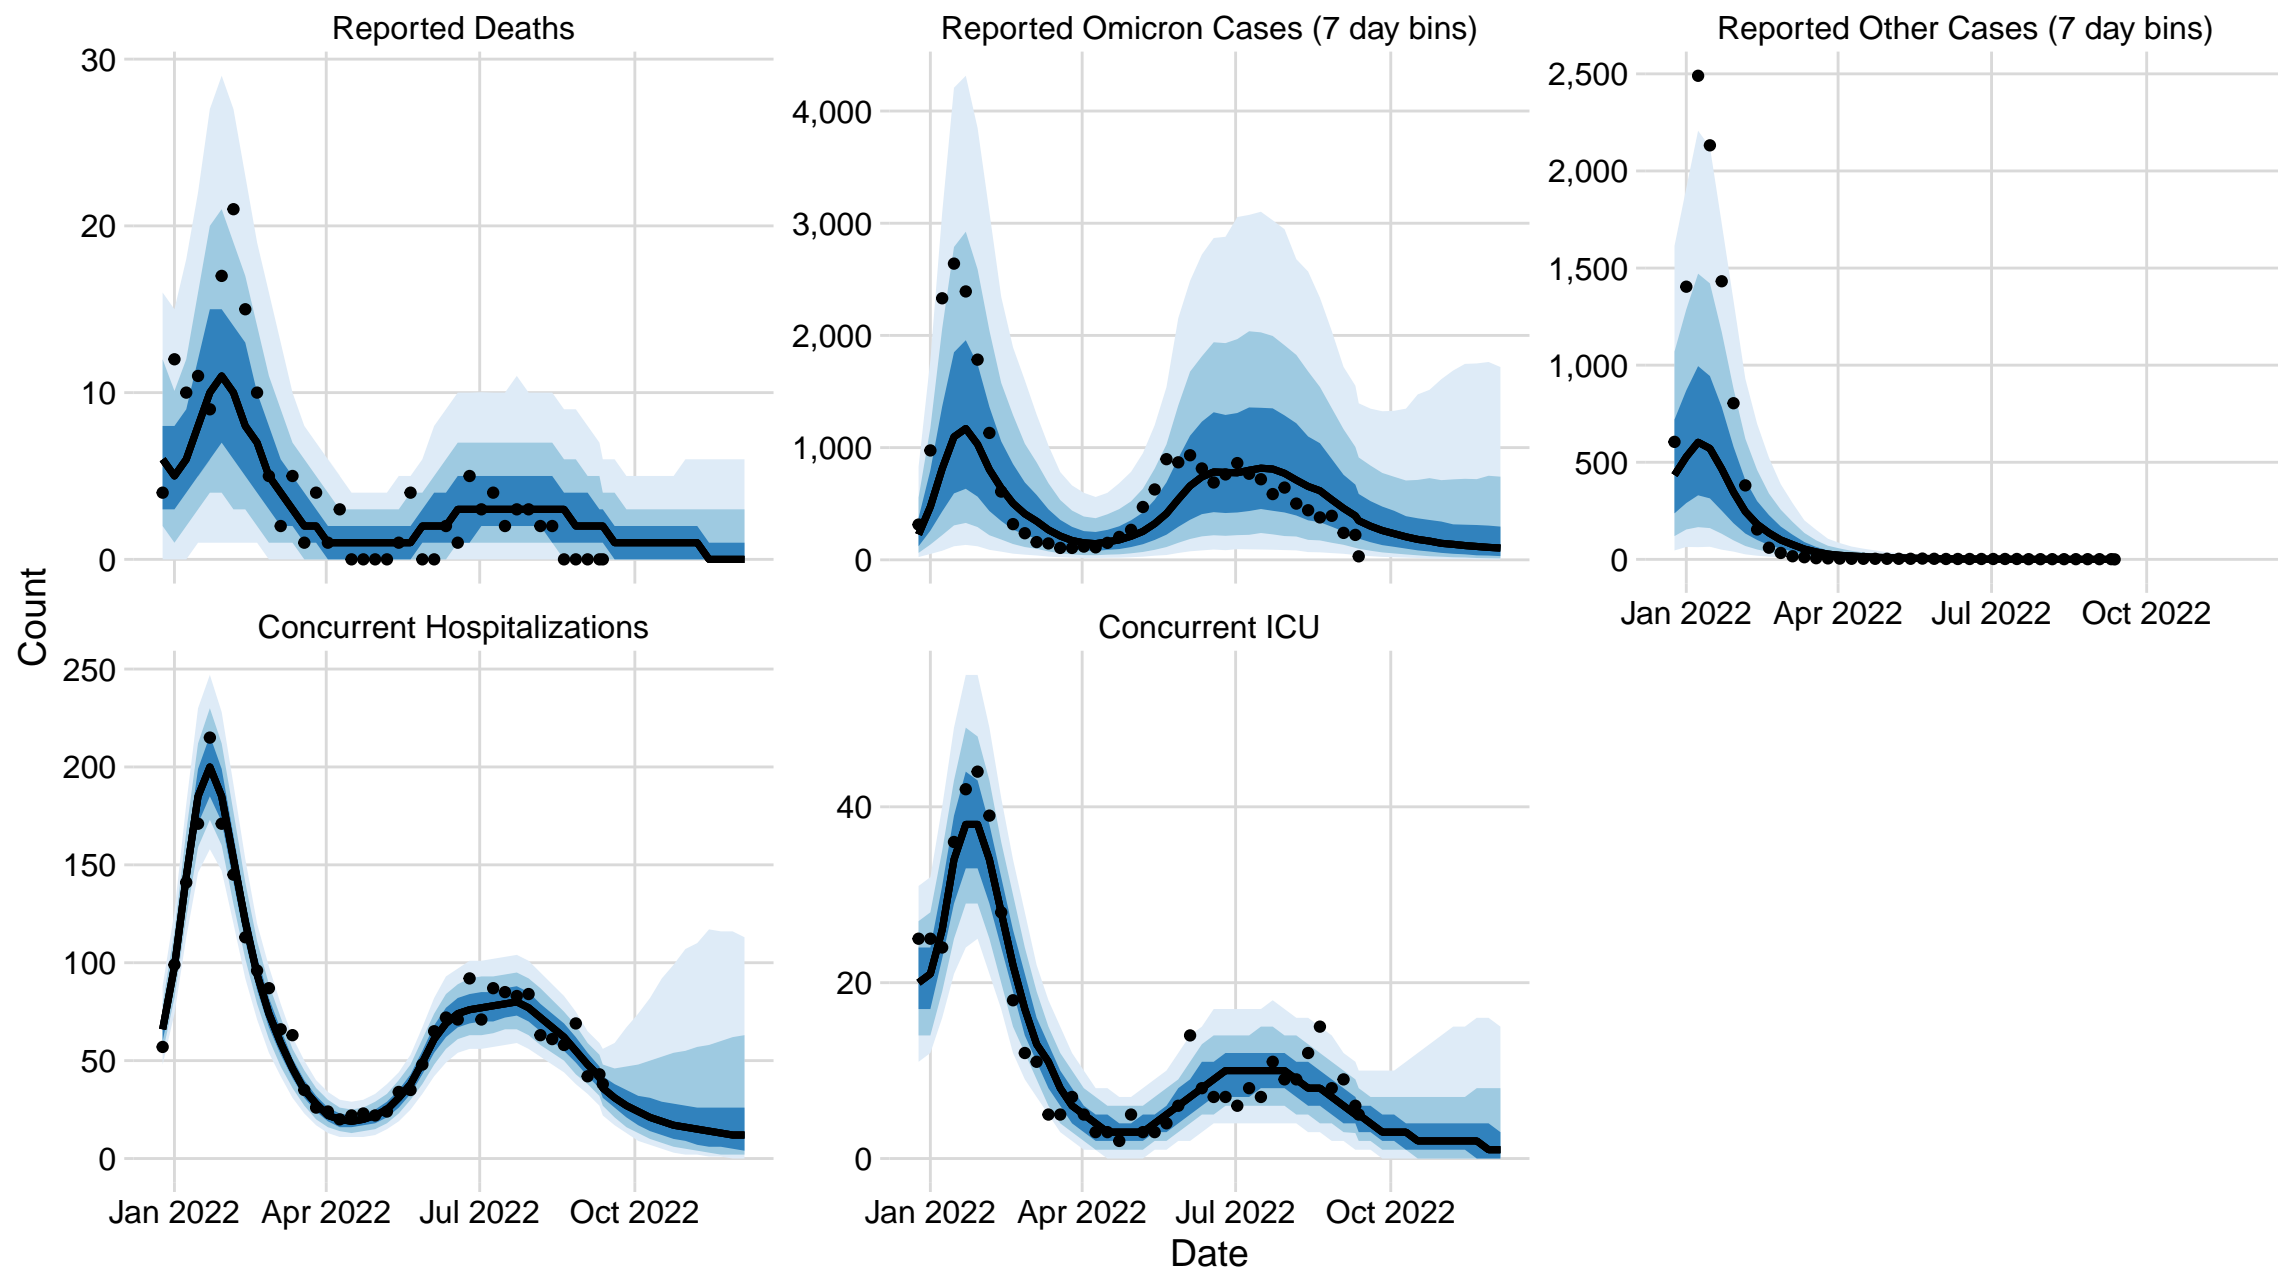 Reported Deaths
Reported Omicron Cases (7 day bins)
Reported Other Cases (7 day bins)
30
20
10
0
4,000
3,000
2,000
1,000
0
2,500
2,000
1,500
1,000
500
0
Jan 2022 Apr 2022 Jul 2022 Oct 2022
Count
Concurrent Hospitalizations
Concurrent ICU
250
200
150
100
50
0
40
20
0
Jan 2022 Apr 2022 Jul 2022 Oct 2022
Jan 2022 Apr 2022 Jul 2022 Oct 2022
Date